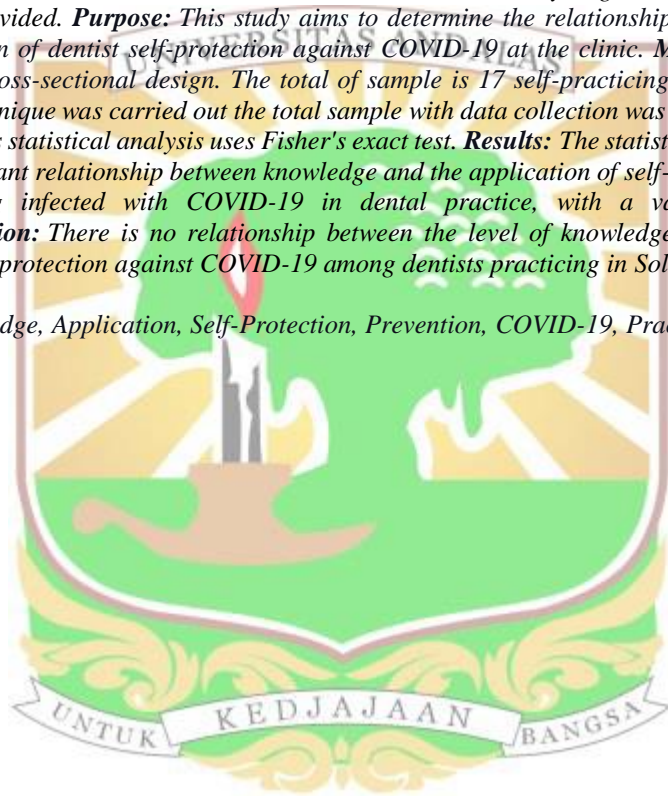 vided. Purpose: This study aims to determine the relationship
n of dentist self-protection against COVID-19 at the clinic. M
UNIVERSITAS ANDALAS
oss-sectional design. The total of sample is 17 self-practicing
nique was carried out the total sample with data collection was
s statistical analysis uses Fisher's exact test. Results: The statist
ant relationship between knowledge and the application of self-
infected with COVID-19 in dental practice, with a va
ion: There is no relationship between the level of knowledge
protection against COVID-19 among dentists practicing in Sol
dge, Application, Self-Protection, Prevention, COVID-19, Prac
UNTUK KEDJAJAAN BANGSA